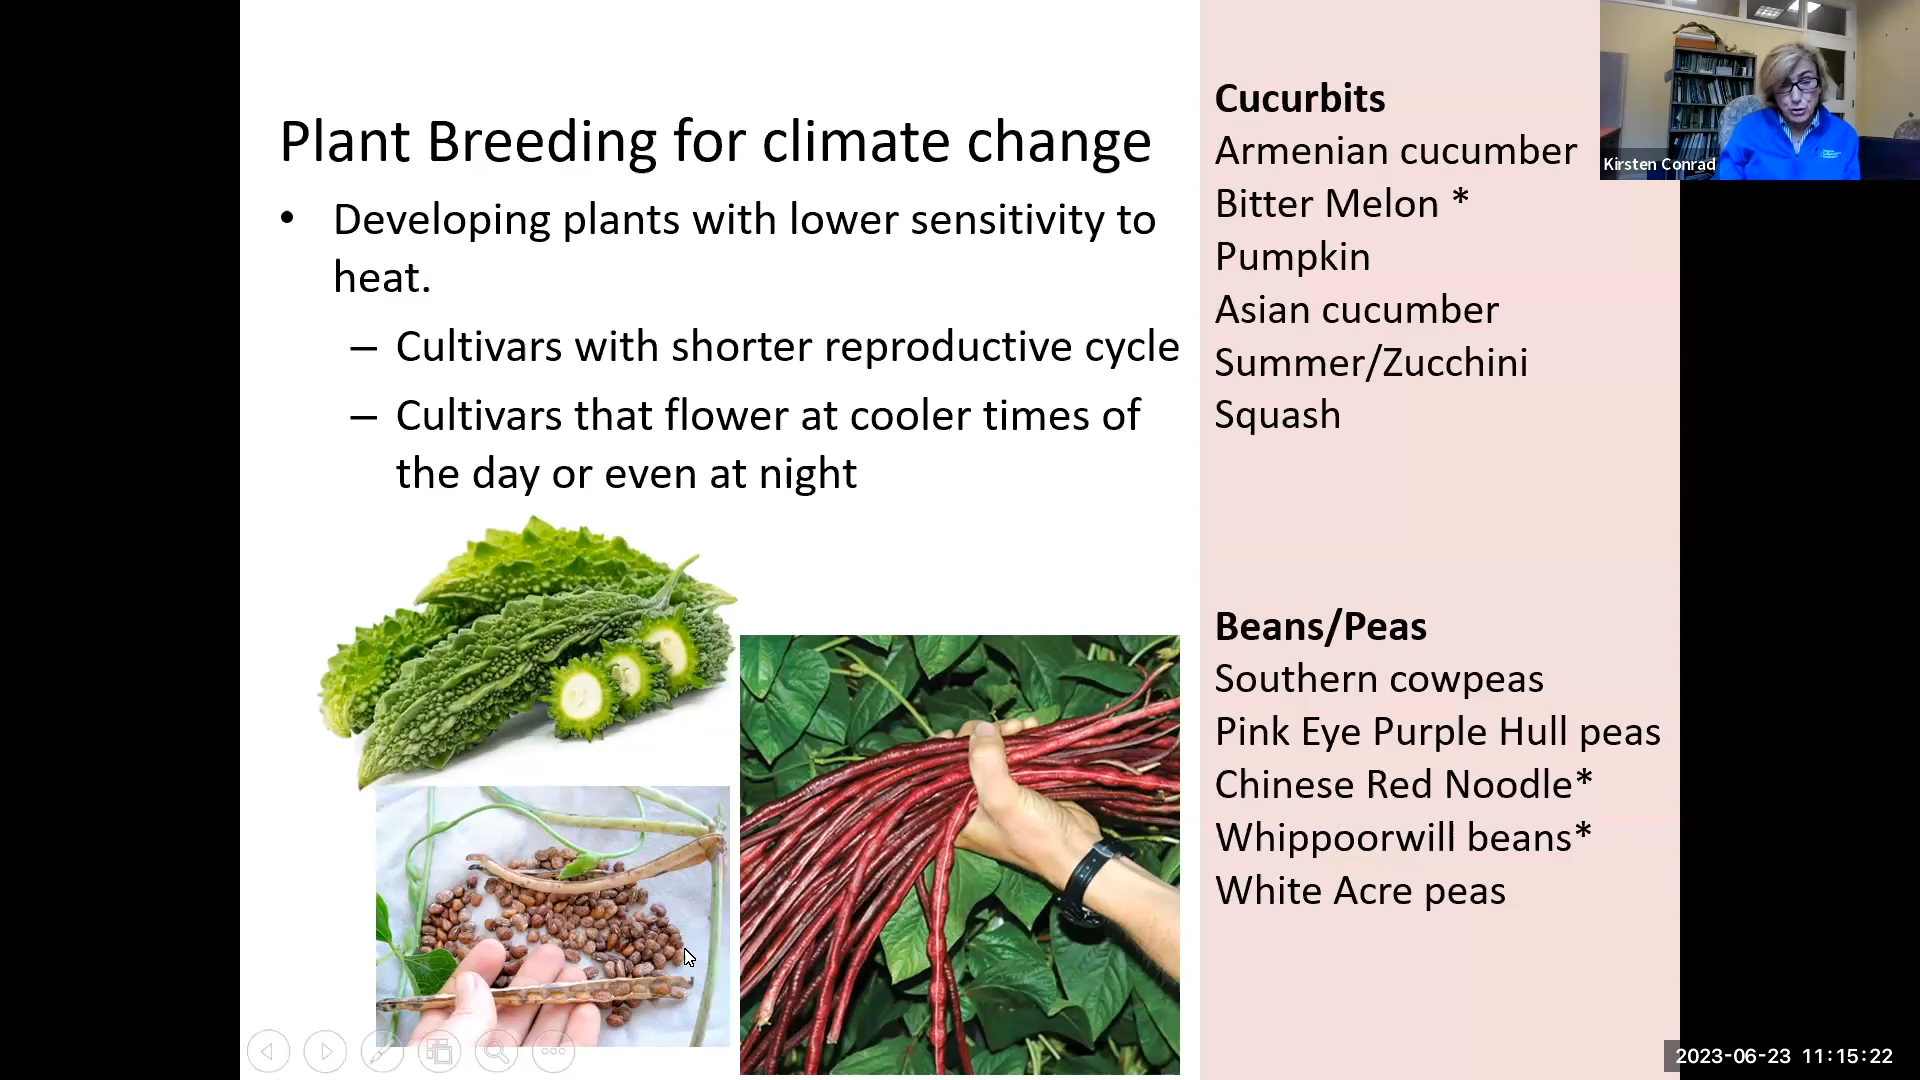 Plant Breeding for climate change
• Developing plants with lower sensitivity to
heat.
– Cultivars with shorter reproductive cycle
– Cultivars that flower at cooler times of
the day or even at night
Cucurbits
Armenian cucumber
Bitter Melon *
Pumpkin
Asian cucumber
Summer/Zucchini
Squash
Beans/Peas
Southern cowpeas
Pink Eye Purple Hull peas
Chinese Red Noodle*
Whippoorwill beans*
White Acre peas
Kirsten Conrad
2023-06-23 11:15:22